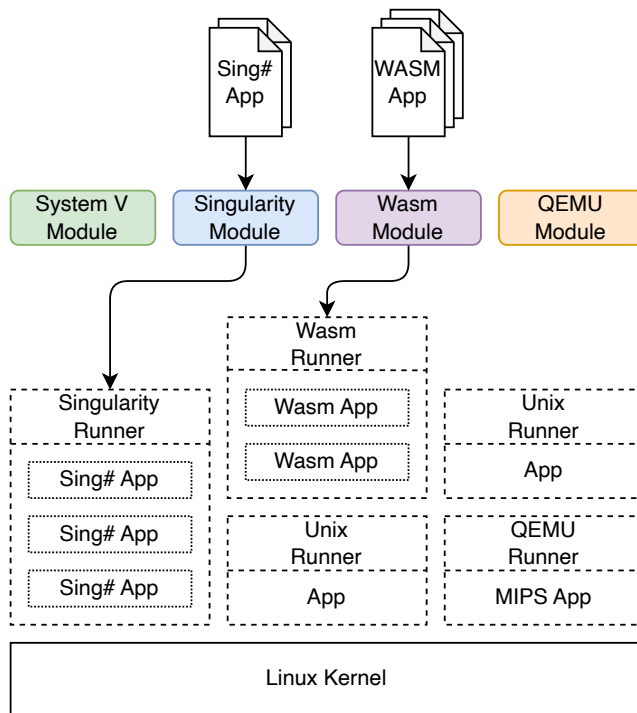 Sing#
App
WASM
App
System V
Module
Singularity
Module
Wasm
Module
QEMU
Module
Wasm
Runner
Wasm App
Wasm App
Singularity
Runner
Sing# App
Sing# App
Sing# App
Unix
Runner
App
Unix
Runner
App
QEMU
Runner
MIPS App
Linux Kernel